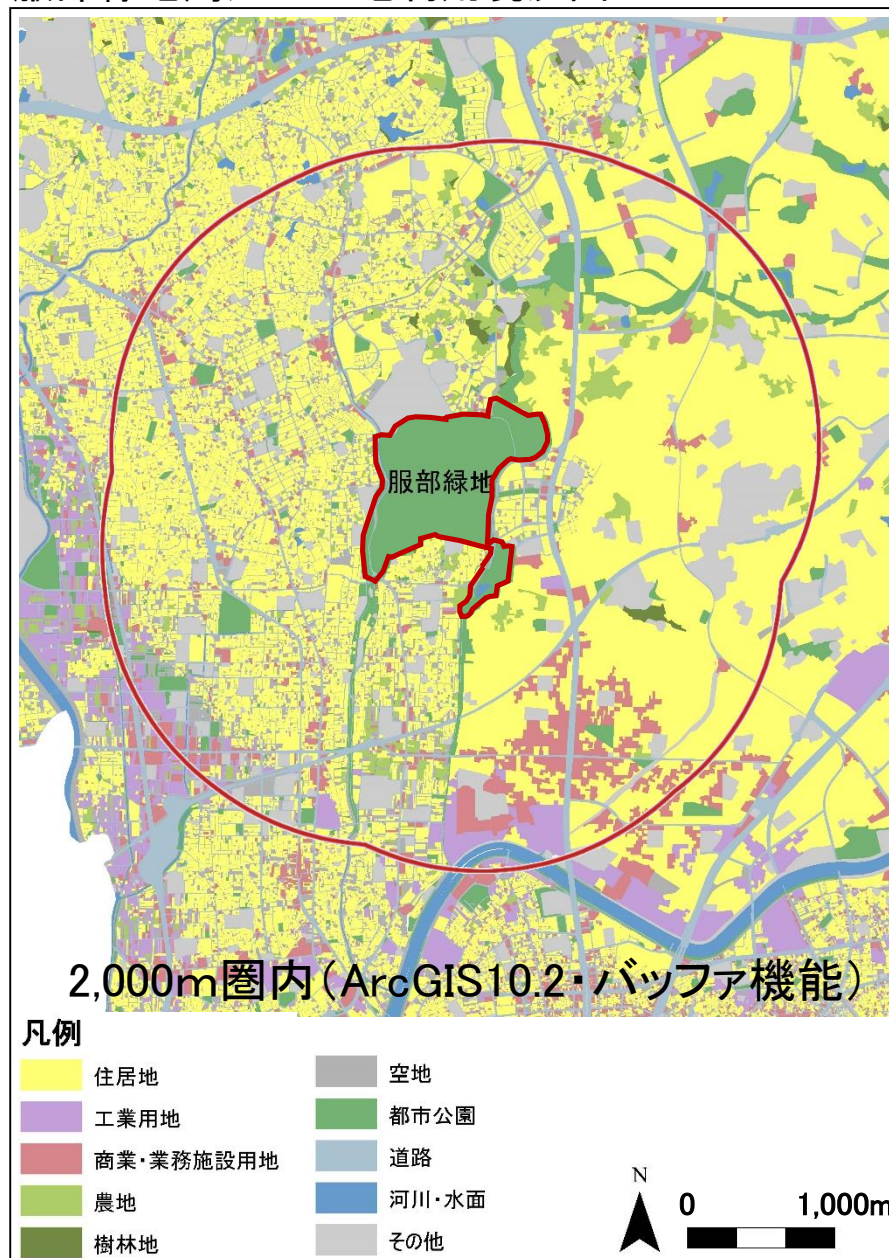 服部緑地
2,000m圏内(ArcGIS10.2・バッファ機能)
凡例
住居地
工業用地
商業・業務施設用地
農地
樹林地
空地
都市公園
道路
河川・水面
その他
N
0 1,000m